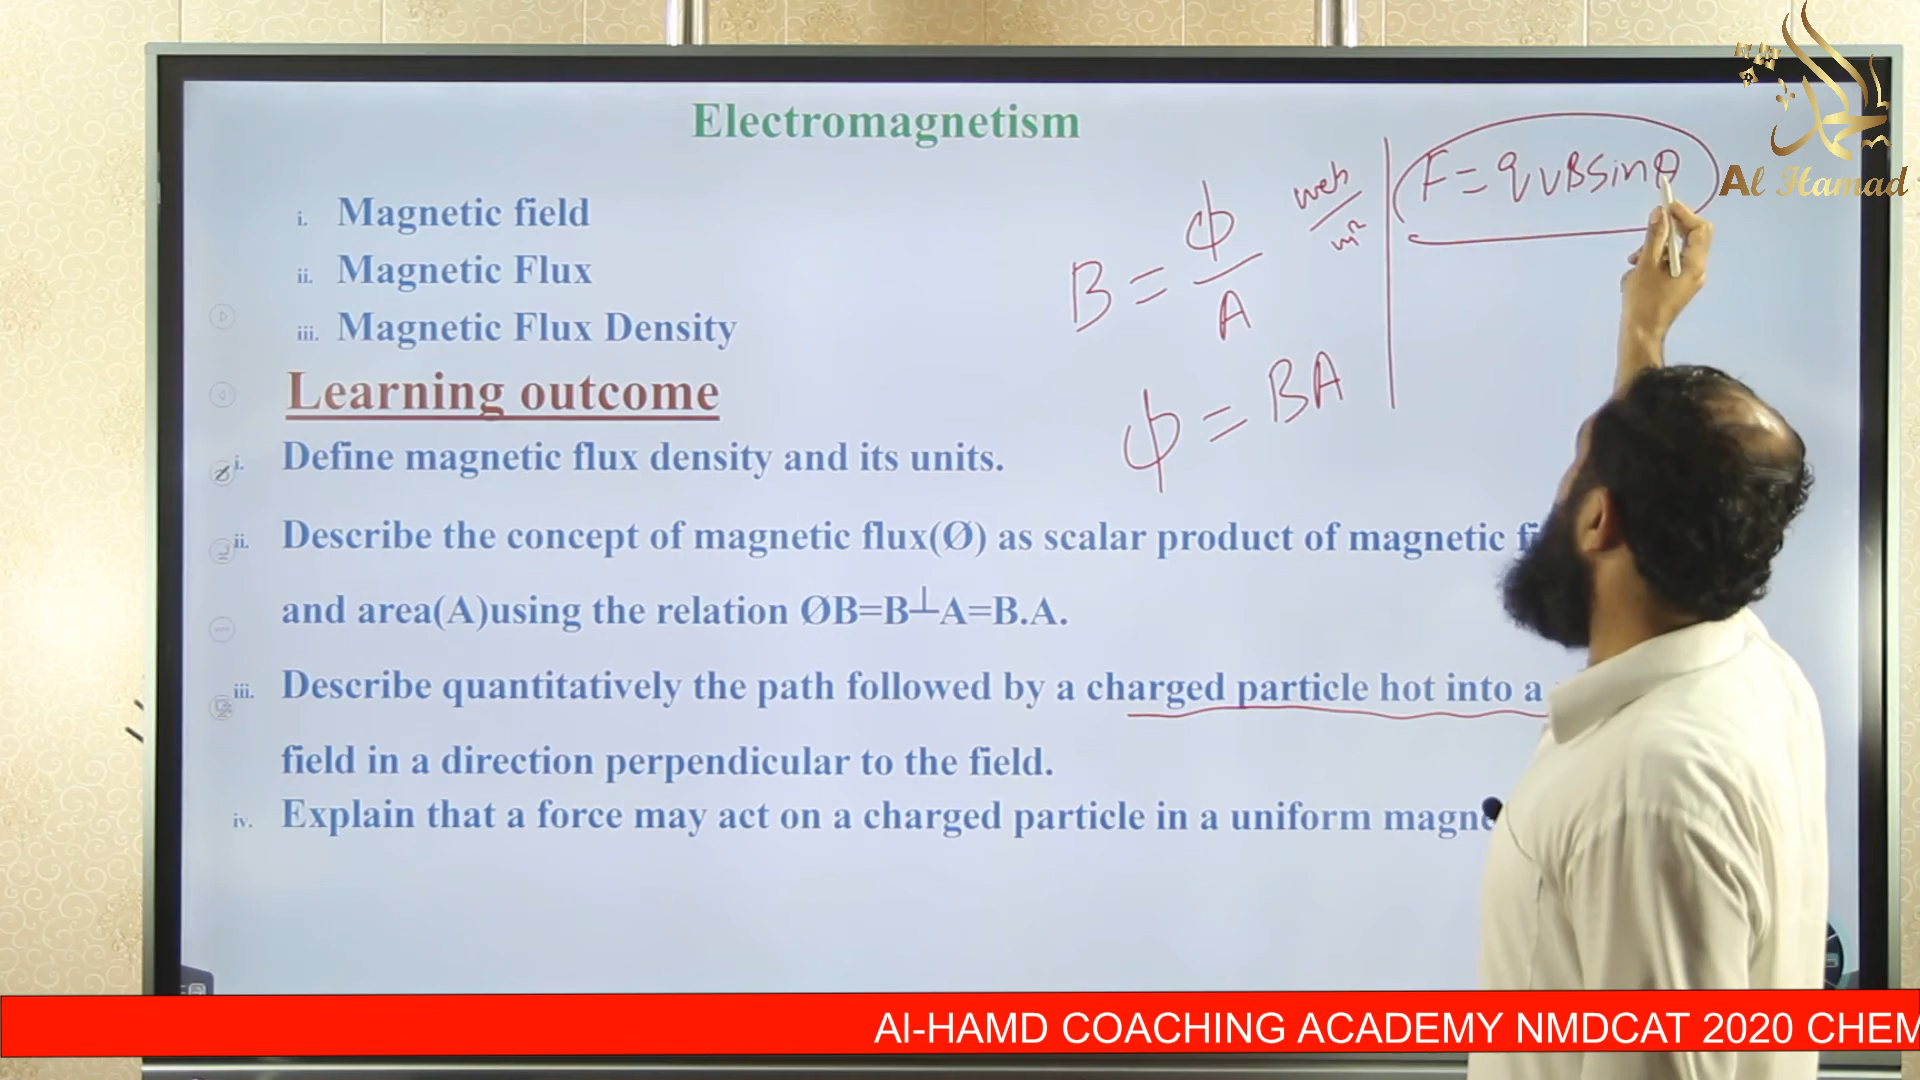 Electromagnetism
i. Magnetic field
ii. Magnetic Flux
iii. Magnetic Flux Density
Learning outcome
i. Define magnetic flux density and its units.
ii. Describe the concept of magnetic flux(Ø) as scalar product of magnetic
and area(A)using the relation ØB=B┴A=B.A.
iii. Describe quantitatively the path followed by a charged particle hot into a
field in a direction perpendicular to the field.
iv. Explain that a force may act on a charged particle in a uniform magne
B = ϕ/A web/m²
ϕ = BA
F = qvBsinθ
Al Hamad
Al-HAMD COACHING ACADEMY NMDCAT 2020 CHEM